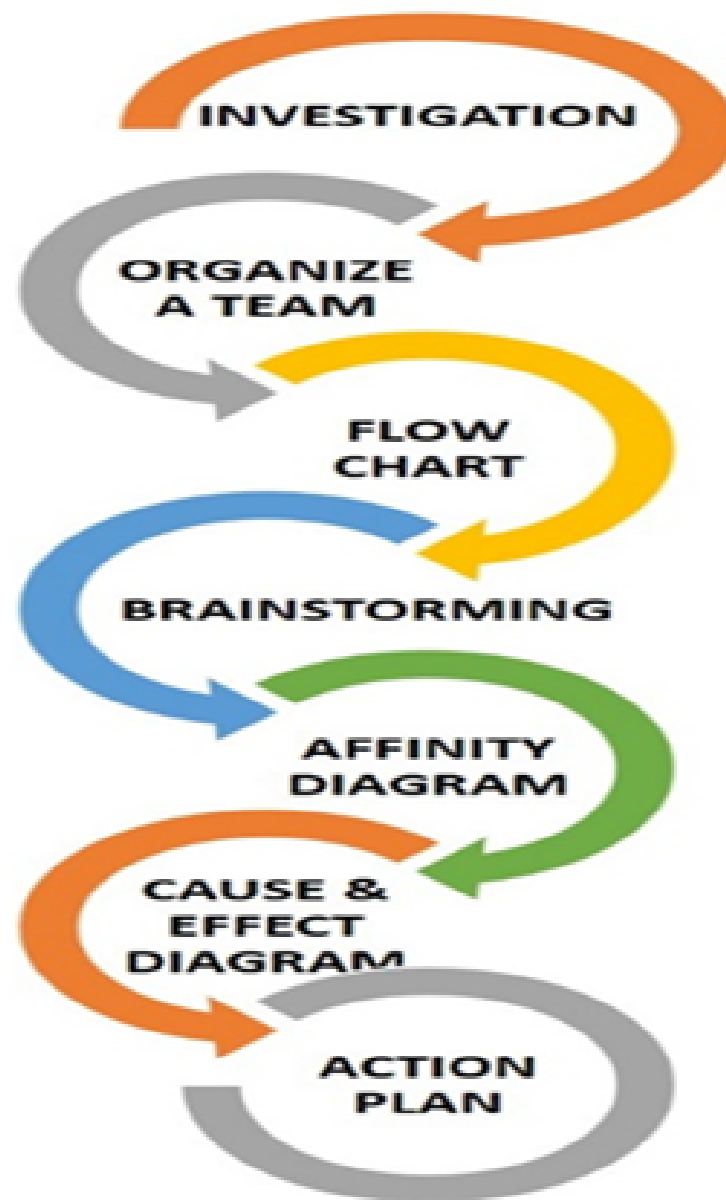 INVESTIGATION
ORGANIZE
A TEAM
FLOW
CHART
BRAINSTORMING
AFFINITY
DIAGRAM
CAUSE &
EFFECT
DIAGRAM
ACTION
PLAN